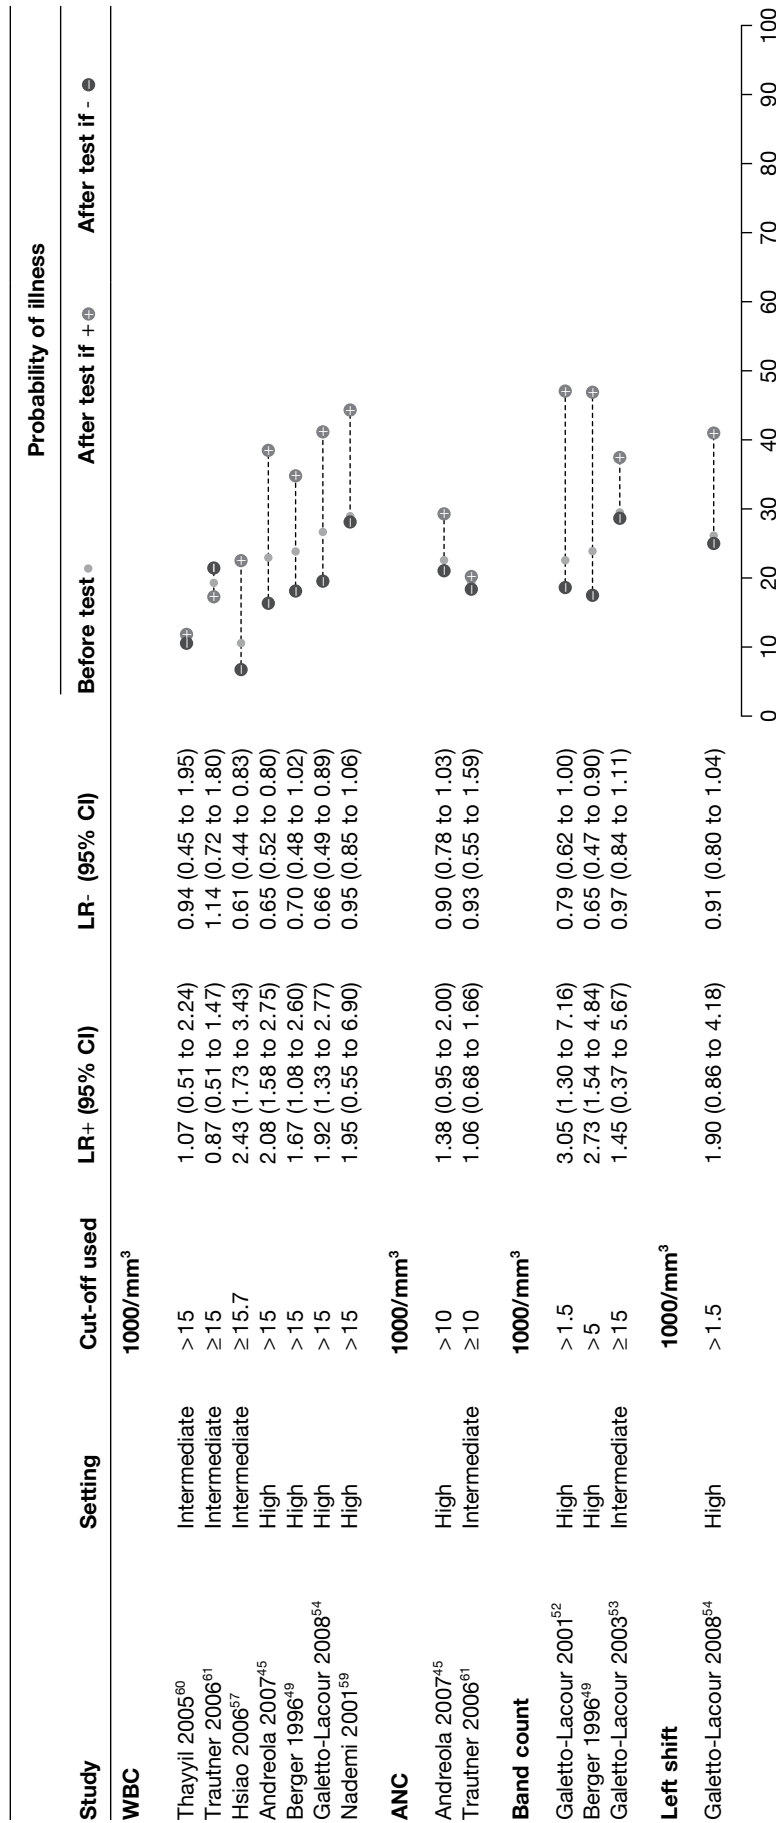 Probability of illness
Study Setting Cut-off used LR+ (95% CI) LR- (95% CI) Before test After test if + After test if -
WBC 1000/mm³
Thayyil 2005⁶⁰ Intermediate >15 1.07 (0.51 to 2.24) 0.94 (0.45 to 1.95)
Trautner 2006⁶¹ Intermediate ≥15 0.87 (0.51 to 1.47) 1.14 (0.72 to 1.80)
Hsiao 2006⁵⁷ Intermediate ≥15.7 2.43 (1.73 to 3.43) 0.61 (0.44 to 0.83)
Andreola 2007⁴⁵ High >15 2.08 (1.58 to 2.75) 0.65 (0.52 to 0.80)
Berger 1996⁴⁹ High >15 1.67 (1.08 to 2.60) 0.70 (0.48 to 1.02)
Galetto-Lacour 2008⁵⁴ High >15 1.92 (1.33 to 2.77) 0.66 (0.49 to 0.89)
Nademi 2001⁵⁹ High >15 1.95 (0.55 to 6.90) 0.95 (0.85 to 1.06)
ANC 1000/mm³
Andreola 2007⁴⁵ High >10 1.38 (0.95 to 2.00) 0.90 (0.78 to 1.03)
Trautner 2006⁶¹ Intermediate ≥10 1.06 (0.68 to 1.66) 0.93 (0.55 to 1.59)
Band count 1000/mm³
Galetto-Lacour 2001⁵² High >1.5 3.05 (1.30 to 7.16) 0.79 (0.62 to 1.00)
Berger 1996⁴⁹ High >5 2.73 (1.54 to 4.84) 0.65 (0.47 to 0.90)
Galetto-Lacour 2003⁵³ Intermediate ≥15 1.45 (0.37 to 5.67) 0.97 (0.84 to 1.11)
Left shift 1000/mm³
Galetto-Lacour 2008⁵⁴ High >1.5 1.90 (0.86 to 4.18) 0.91 (0.80 to 1.04)
0 10 20 30 40 50 60 70 80 90 100